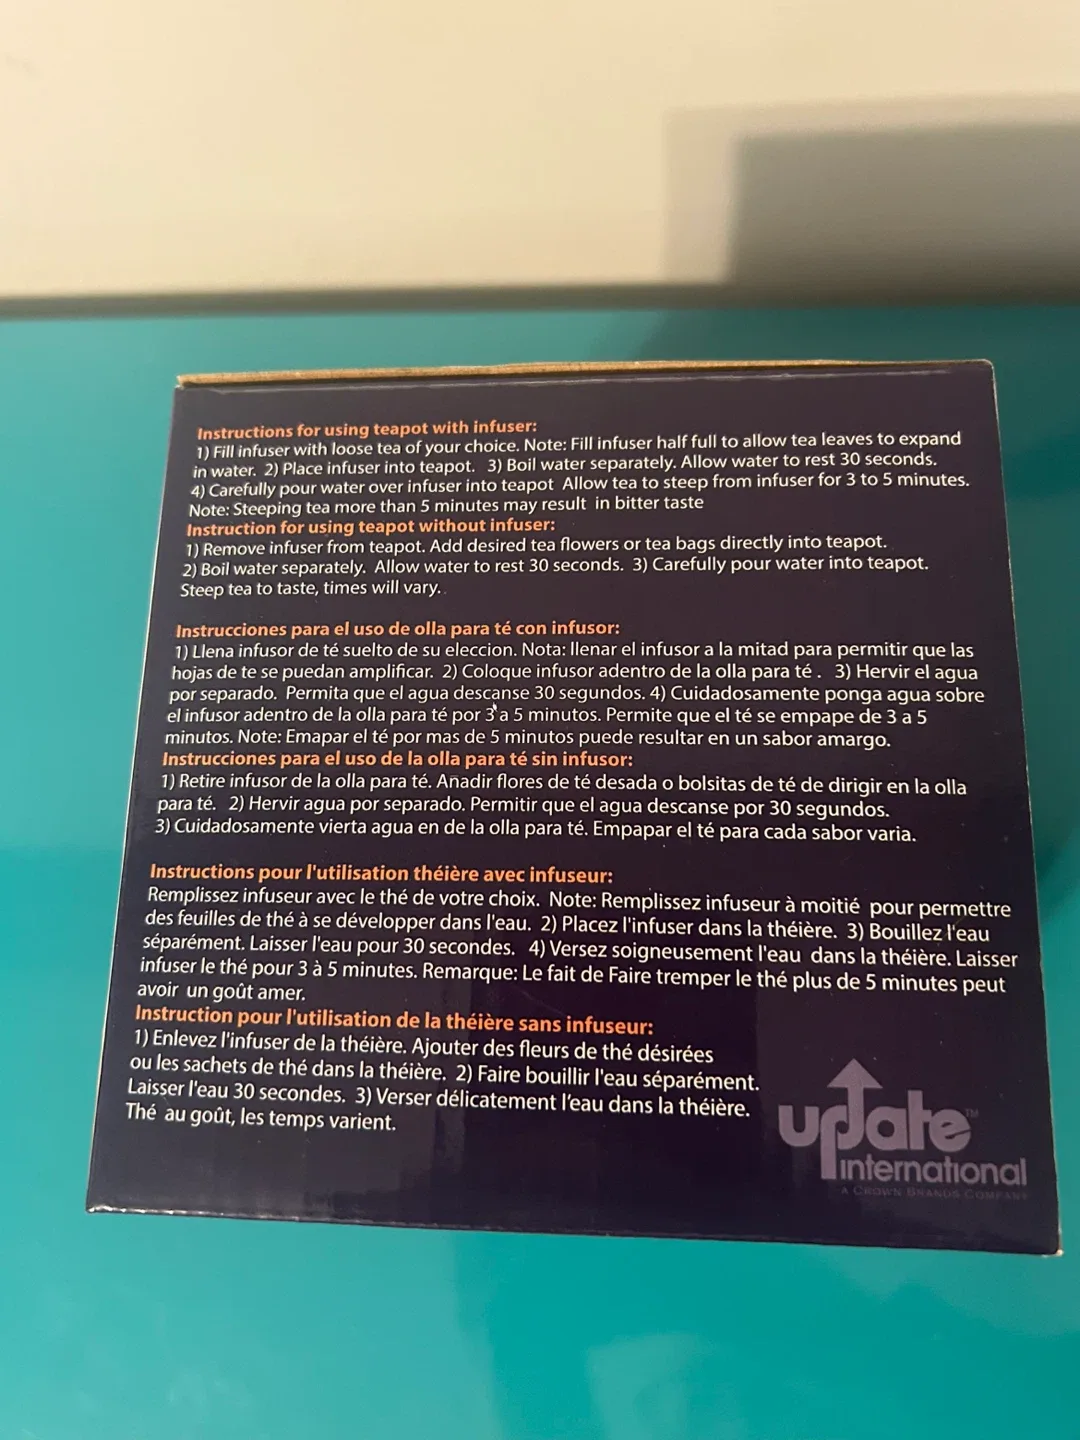 Instructions for using teapot with infuser:
1) Fill infuser with loose tea of your choice. Note: Fill infuser half full to allow tea leaves to expand
in water. 2) Place infuser into teapot. 3) Boil water separately. Allow water to rest 30 seconds.
4) Carefully pour water over infuser into teapot Allow tea to steep from infuser for 3 to 5 minutes.
Note: Steeping tea more than 5 minutes may result in bitter taste
Instruction for using teapot without infuser:
1) Remove infuser from teapot. Add desired tea flowers or tea bags directly into teapot.
2) Boil water separately. Allow water to rest 30 seconds. 3) Carefully pour water into teapot.
Steep tea to taste, times will vary..
Instrucciones para el uso de olla para té con infusor:
1) Llena infusor de té suelto de su eleccion. Nota: llenar el infusor a la mitad para permitir que las
hojas de te se puedan amplificar. 2) Coloque infusor adentro de la olla para té . 3) Hervir el agua
por separado. Permita que el agua descanse 30 segundos. 4) Cuidadosamente ponga agua sobre
el infusor adentro de la olla para té por 3 a 5 minutos. Permite que el té se empape de 3 a 5
minutos. Note: Emapar el té por mas de 5 minutos puede resultar en un sabor amargo.
Instrucciones para el uso de la olla para té sin infusor:
1) Retire infusor de la olla para té. Añadir flores de té desada o bolsitas de té de dirigir en la olla
para té. 2) Hervir agua por separado. Permitir que el agua descanse por 30 segundos.
3) Cuidadosamente vierta agua en de la olla para té. Empapar el té para cada sabor varia.
Instructions pour l'utilisation théière avec infuseur:
Remplissez infuseur avec le thé de votre choix. Note: Remplissez infuseur à moitié pour permettre
des feuilles de thé à se développer dans l'eau. 2) Placez l'infuser dans la théière. 3) Bouillez l'eau
séparément. Laisser l'eau pour 30 secondes. 4) Versez soigneusement l'eau dans la théière. Laisser
infuser le thé pour 3 à 5 minutes. Remarque: Le fait de Faire tremper le thé plus de 5 minutes peut
avoir un goût amer.
Instruction pour l'utilisation de la théière sans infuseur:
1) Enlevez l'infuser de la théière. Ajouter des fleurs de thé désirées
ou les sachets de thé dans la théière. 2) Faire bouillir l'eau séparément.
Laisser l'eau 30 secondes. 3) Verser délicatement l'eau dans la théière.
Thé au goût, les temps varient.
update™
international
A CROWN BRANDS COMPANY